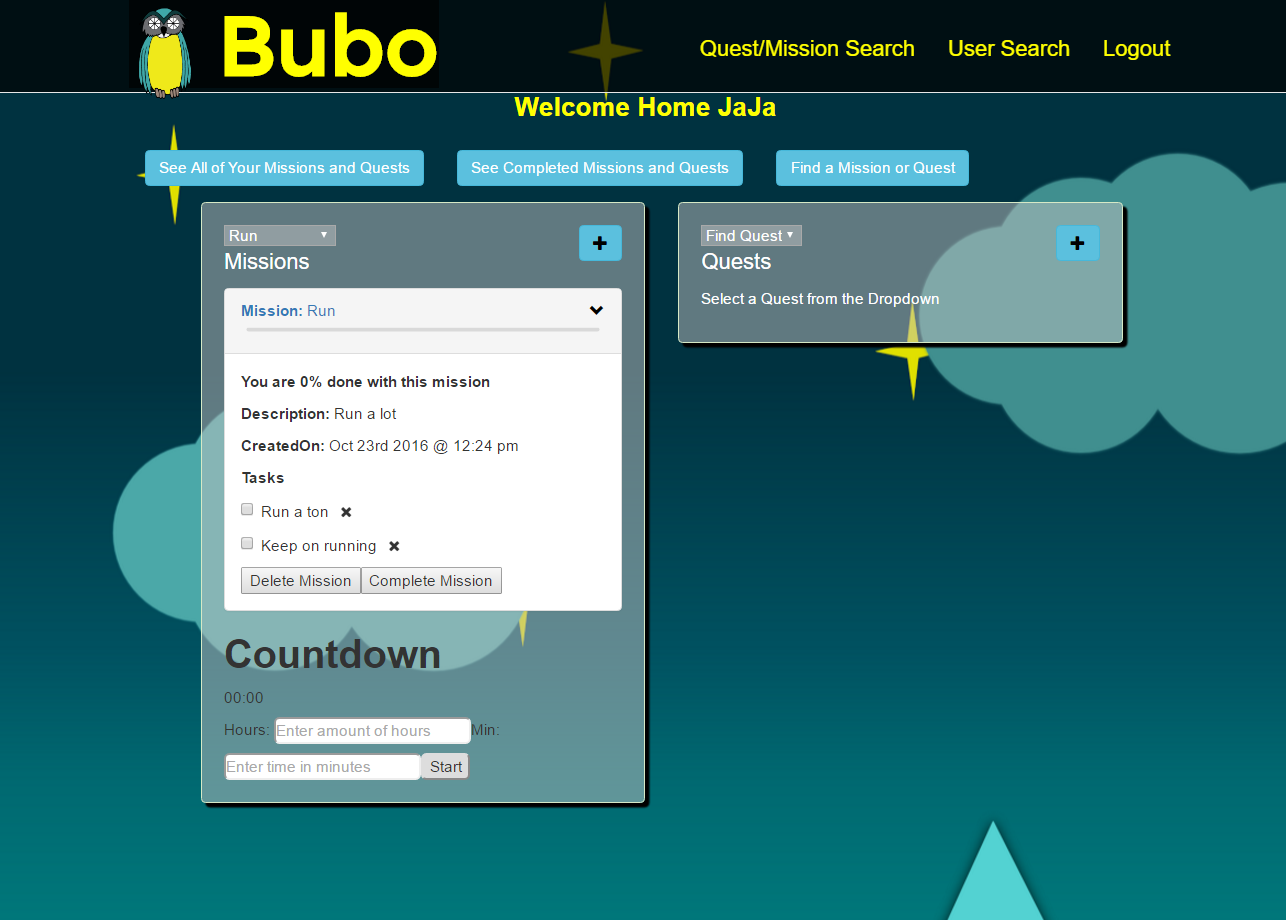 Bubo
Quest/Mission Search User Search Logout
Welcome Home JaJa
See All of Your Missions and Quests See Completed Missions and Quests Find a Mission or Quest
Run
Missions
Mission: Run
You are 0% done with this mission
Description: Run a lot
CreatedOn: Oct 23rd 2016 @ 12:24 pm
Tasks
Run a ton
Keep on running
Delete Mission Complete Mission
Countdown
00:00
Hours: Enter amount of hours Min:
Enter time in minutes Start
Find Quest
Quests
Select a Quest from the Dropdown